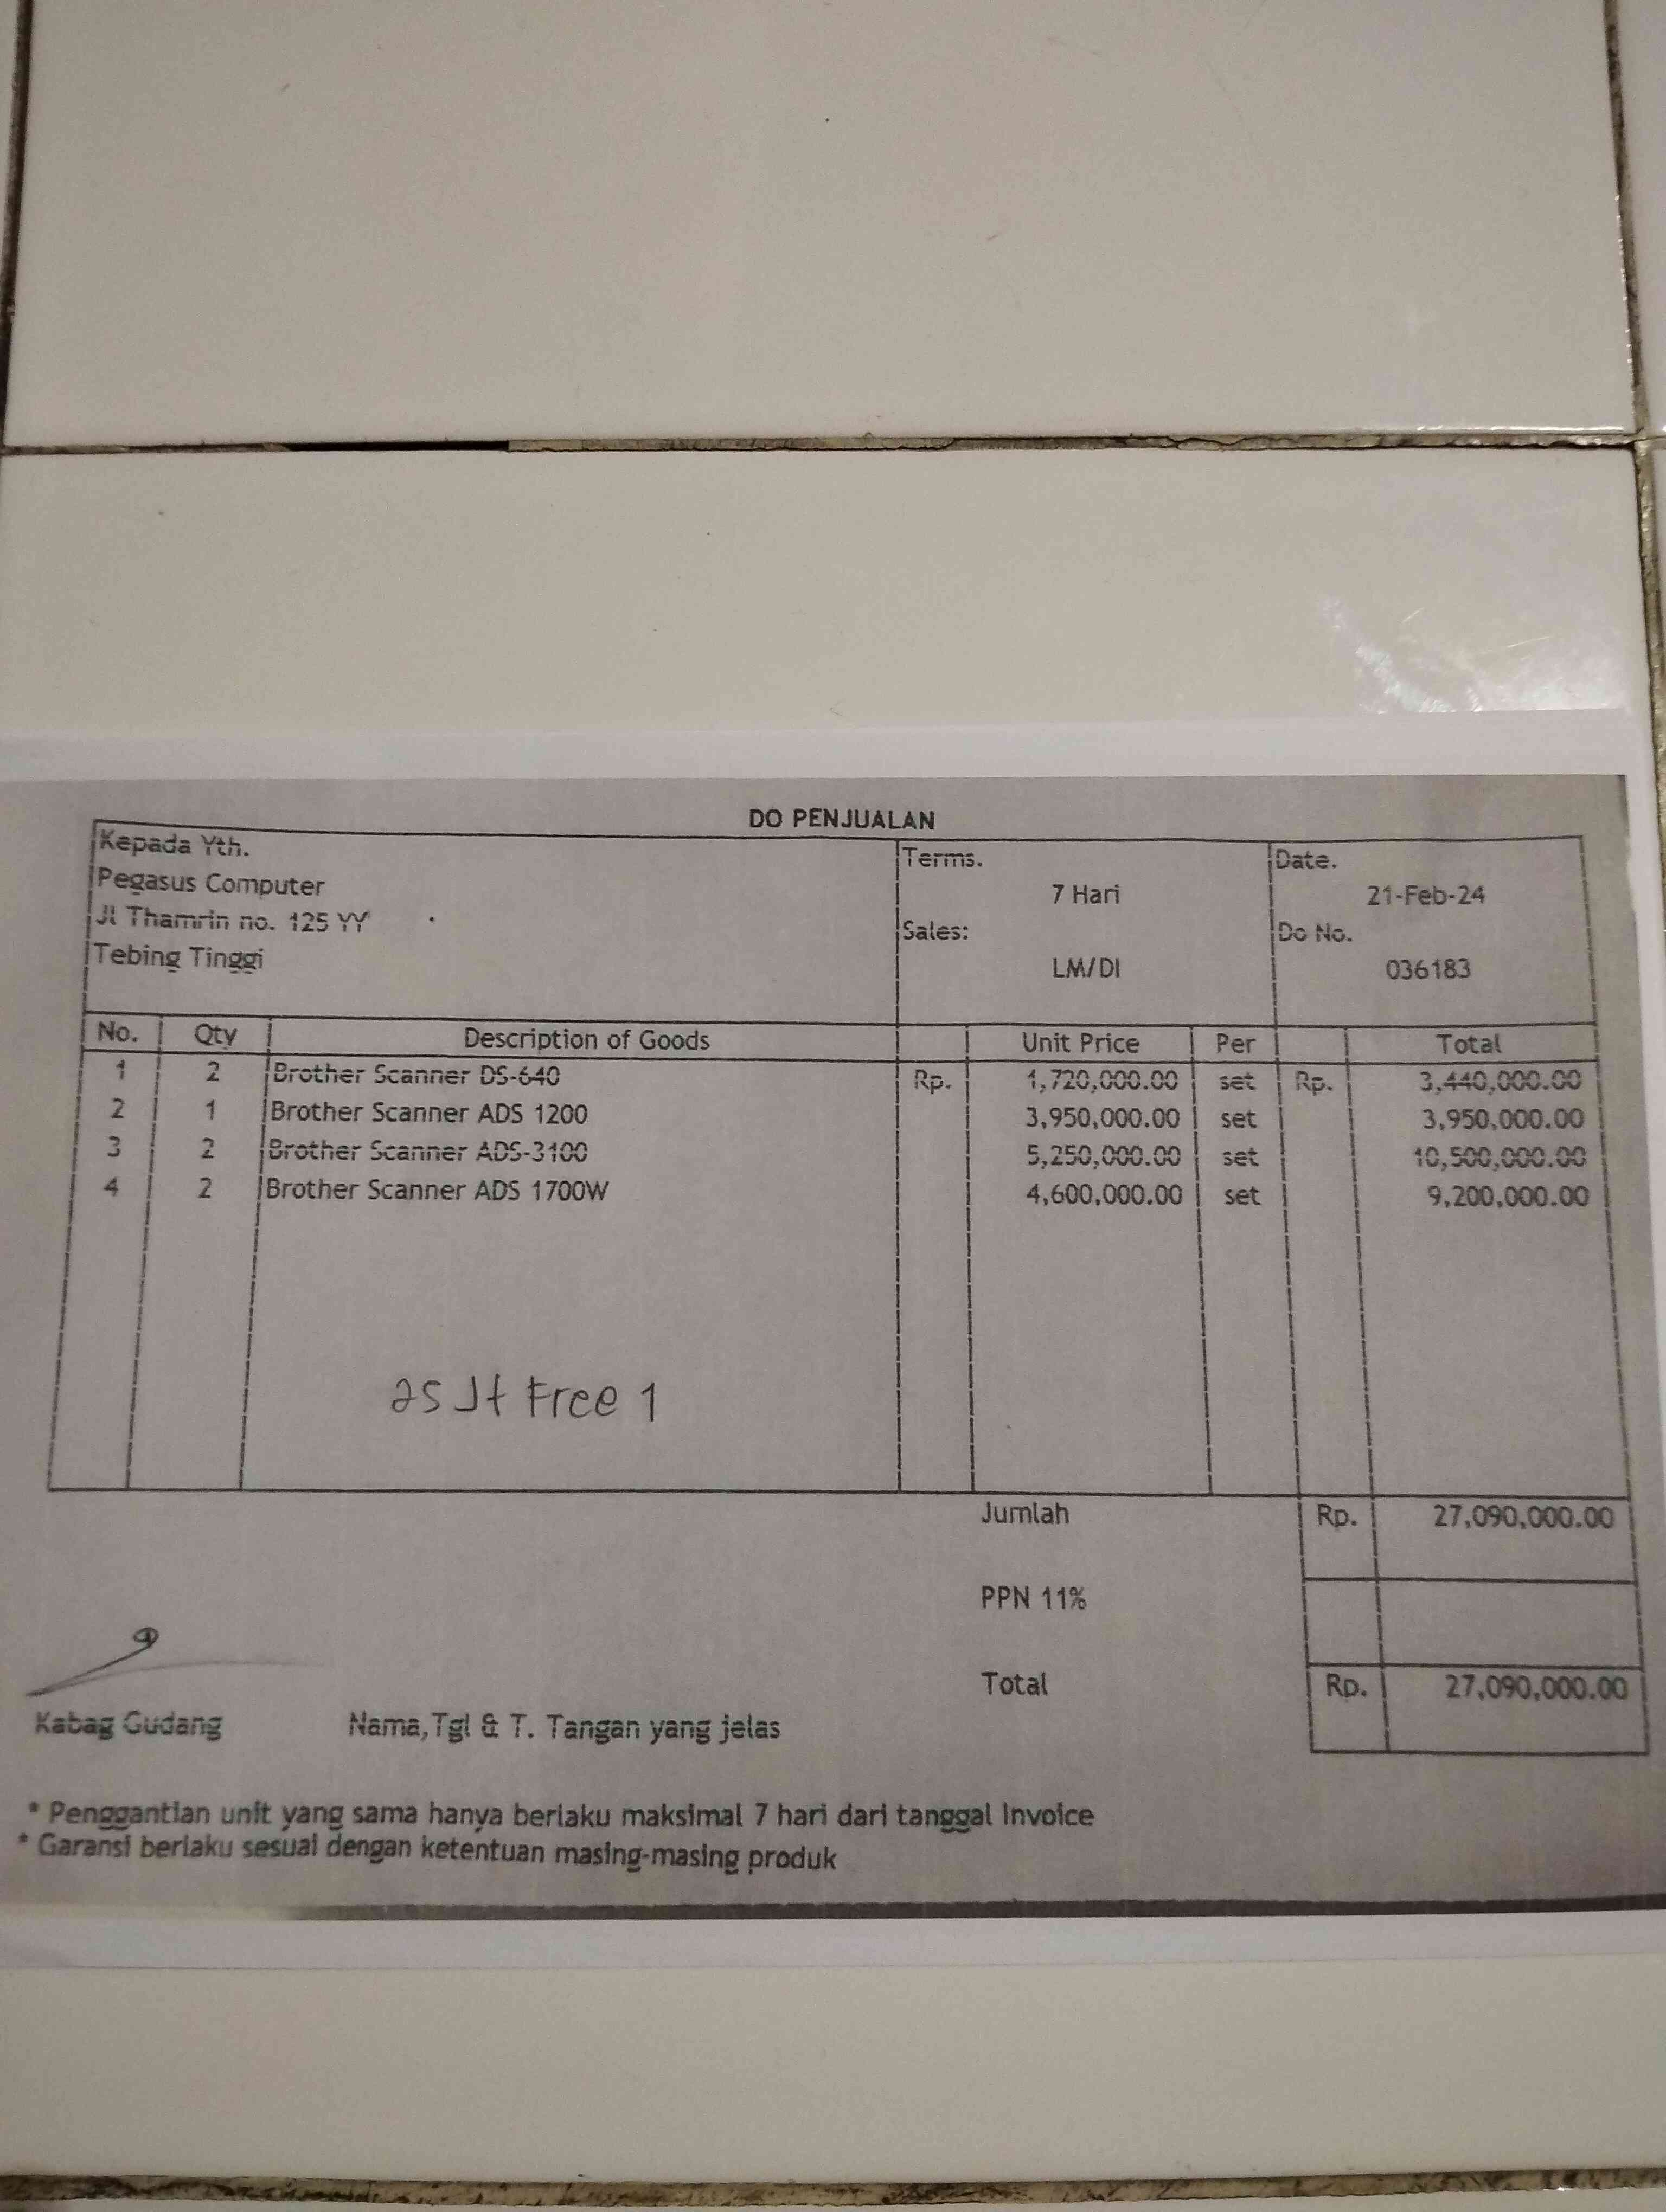 DO PENJUALAN
Kepada Yth.
Pegasus Computer
Jl Thamrin no. 125 YY
Tebing Tinggi
Terms.
7 Hari
Sales:
LM/DI
Date.
21-Feb-24
Do No.
036183
No. Qty Description of Goods Unit Price Per Total
1 2 Brother Scanner DS-640 Rp. 1,720,000.00 set Rp. 3,440,000.00
2 1 Brother Scanner ADS 1200 3,950,000.00 set 3,950,000.00
3 2 Brother Scanner ADS-3100 5,250,000.00 set 10,500,000.00
4 2 Brother Scanner ADS 1700W 4,600,000.00 set 9,200,000.00
25 Jt Free 1
Jumlah Rp. 27,090,000.00
PPN 11%
Total Rp. 27,090,000.00
Kabag Gudang Nama,Tgl & T. Tangan yang jelas
* Penggantian unit yang sama hanya berlaku maksimal 7 hari dari tanggal Invoice
* Garansi berlaku sesuai dengan ketentuan masing-masing produk